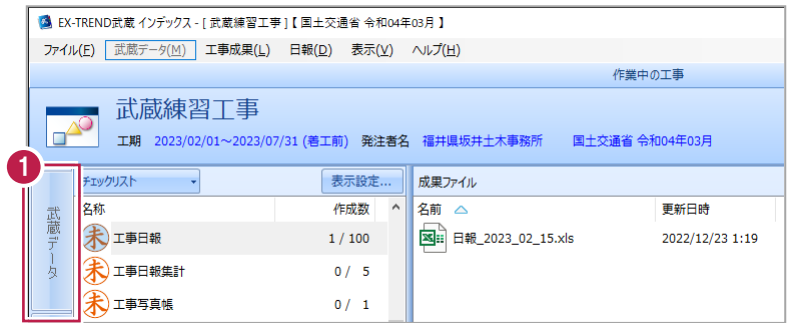 EX-TREND武蔵 インデックス - [ 武蔵練習工事 ] 【 国土交通省 令和04年03月 】
ファイル(F) 武蔵データ(M) 工事成果(L) 日報(D) 表示(V) ヘルプ(H)
作業中の工事
武蔵練習工事
工期 2023/02/01～2023/07/31 (着工前) 発注者名 福井県坂井土木事務所 国土交通省 令和04年03月
1
武蔵データ
チェックリスト 表示設定... 成果ファイル
名称 作成数 名前 更新日時
未 工事日報 1 / 100 日報_2023_02_15.xls 2022/12/23 1:19
未 工事日報集計 0 / 5
未 工事写真帳 0 / 1